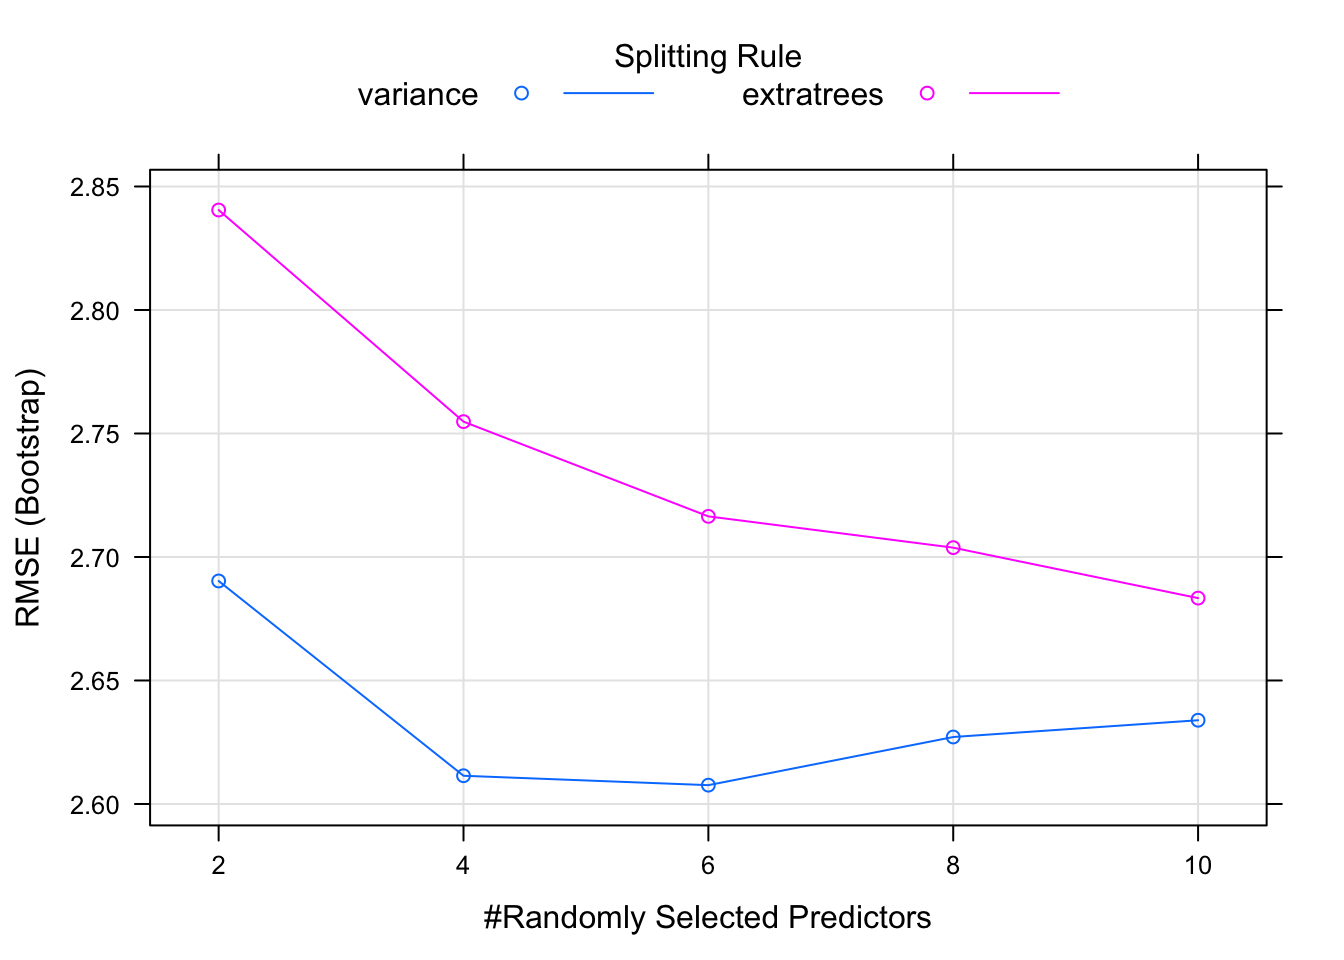 Splitting Rule
variance extratrees
2.85
2.80
2.75
2.70
2.65
2.60
RMSE (Bootstrap)
2 4 6 8 10
#Randomly Selected Predictors